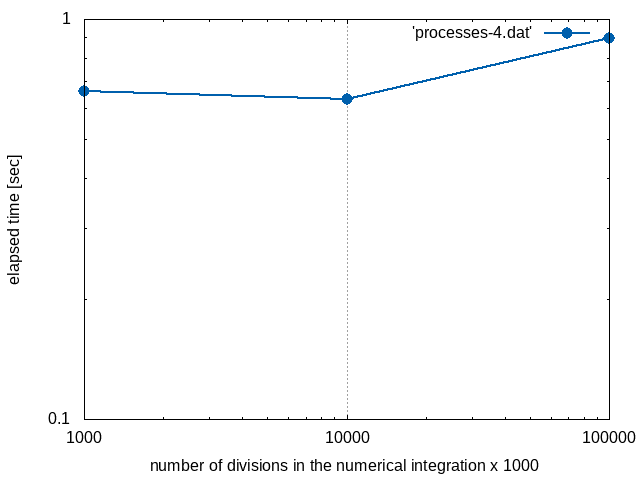 1
'processes-4.dat'
elapsed time [sec]
0.1
1000 10000 100000
number of divisions in the numerical integration x 1000